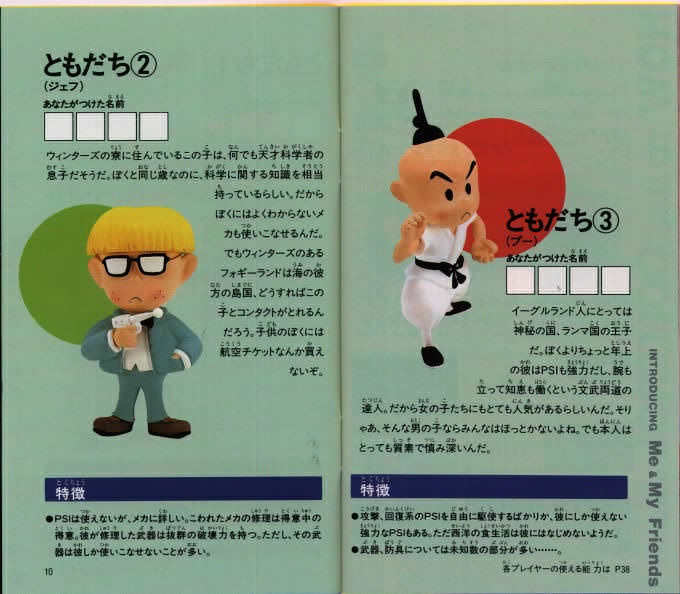 ともだち②
(ジェフ)
あなたがつけた名前
ウィンターズの寮に住んでいるこの子は、何でも天才科学者の
息子だそうだ。ぼくと同じ歳なのに、科学に関する知識を相当
持っているらしい。だから
ぼくにはよくわからないメ
カも使いこなせるんだ。
でもウィンターズのある
フォギーランドは海の彼
方の島国、どうすればこの
子とコンタクトがとれるん
だろう。子供のぼくには
航空チケットなんか買え
ないぞ。
特徴
●PSIは使えないが、メカに詳しい。こわれたメカの修理は得意中の
得意。彼が修理した武器は抜群の破壊力を持つ。ただし、その武
器は彼しか使いこなせないことが多い。
10
ともだち③
(プー)
あなたがつけた名前
イーグルランド人にとっては
神秘の国、ランマ国の王子
だ。ぼくよりちょっと年上
の彼はPSIも強力だし、腕も
立って知恵も働くという文武両道の
達人。だから女の子たちにもとても人気があるらしいんだ。そり
ゃあ、そんな男の子ならみんなほっとかないよね。でも本人は
とっても質素で慎み深いんだ。
特徴
●攻撃、回復系のPSIを自由に駆使するばかりか、彼にしか使えない
強力なPSIもある。ただ西洋の食生活は彼にはなじめないようだ。
●武器、防具については未知数の部分が多い……。
各プレイヤーの使える能力は P38
INTRODUCING Me & My Friends